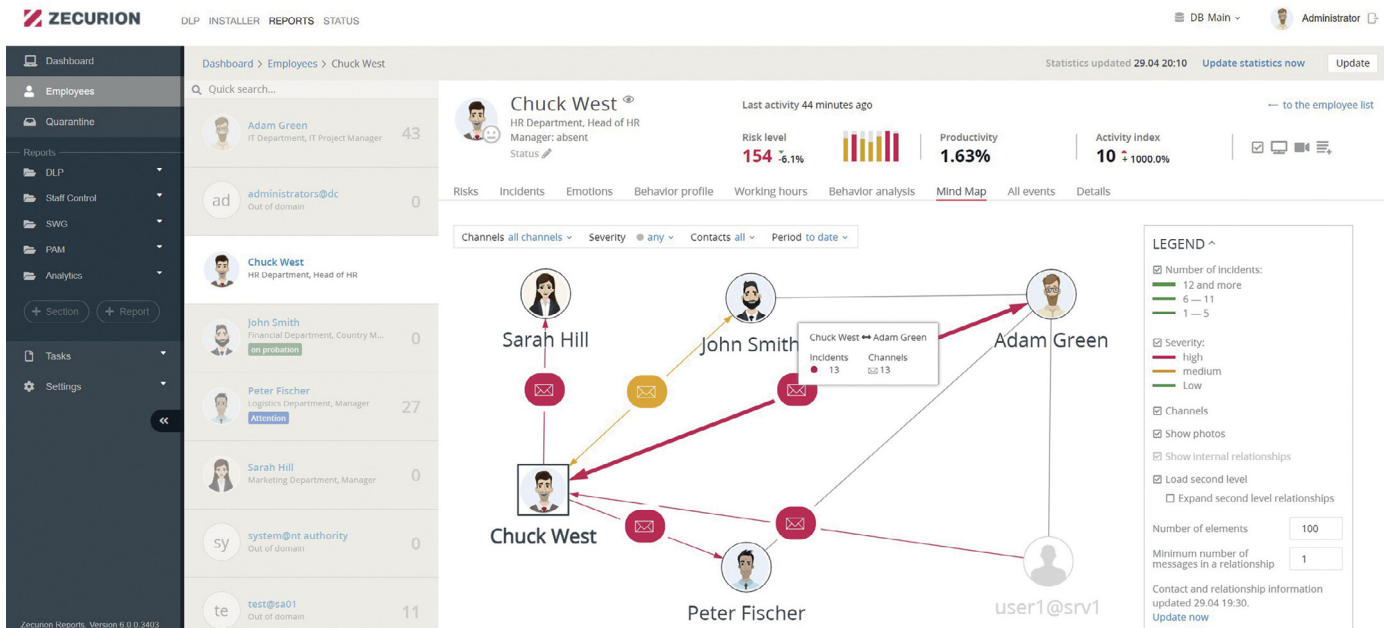 ZECURION
DLP INSTALLER REPORTS STATUS
DB Main
Administrator
Dashboard
Employees
Quarantine
Reports
DLP
Staff Control
SWG
PAM
Analytics
+ Section
+ Report
Tasks
Settings
«
Zecurion Reports. Version 6.0.0.3403
Dashboard > Employees > Chuck West
Statistics updated 29.04 20:10
Update statistics now
Update
Quick search...
Adam Green
IT Department, IT Project Manager
43
ad
administrators@dc
Out of domain
0
Chuck West
HR Department, Head of HR
John Smith
Financial Department, Country M...
on probation
0
Peter Fischer
Logistics Department, Manager
Attention
27
Sarah Hill
Marketing Department, Manager
0
sy
system@nt authority
Out of domain
0
te
test@sa01
Out of domain
11
Chuck West
HR Department, Head of HR
Manager: absent
Status
Last activity 44 minutes ago
← to the employee list
Risk level
154 -6.1%
Productivity
1.63%
Activity index
10 + 1000.0%
Risks Incidents Emotions Behavior profile Working hours Behavior analysis Mind Map All events Details
Channels all channels Severity any Contacts all Period to date
Sarah Hill
John Smith
Adam Green
Chuck West ↔ Adam Green
Incidents Channels
13 13
Chuck West
Peter Fischer
user1@srv1
LEGEND
Number of incidents:
12 and more
6 — 11
1 — 5
Severity:
high
medium
Low
Channels
Show photos
Show internal relationships
Load second level
Expand second level relationships
Number of elements 100
Minimum number of
messages in a relationship 1
Contact and relationship information
updated 29.04 19:30.
Update now